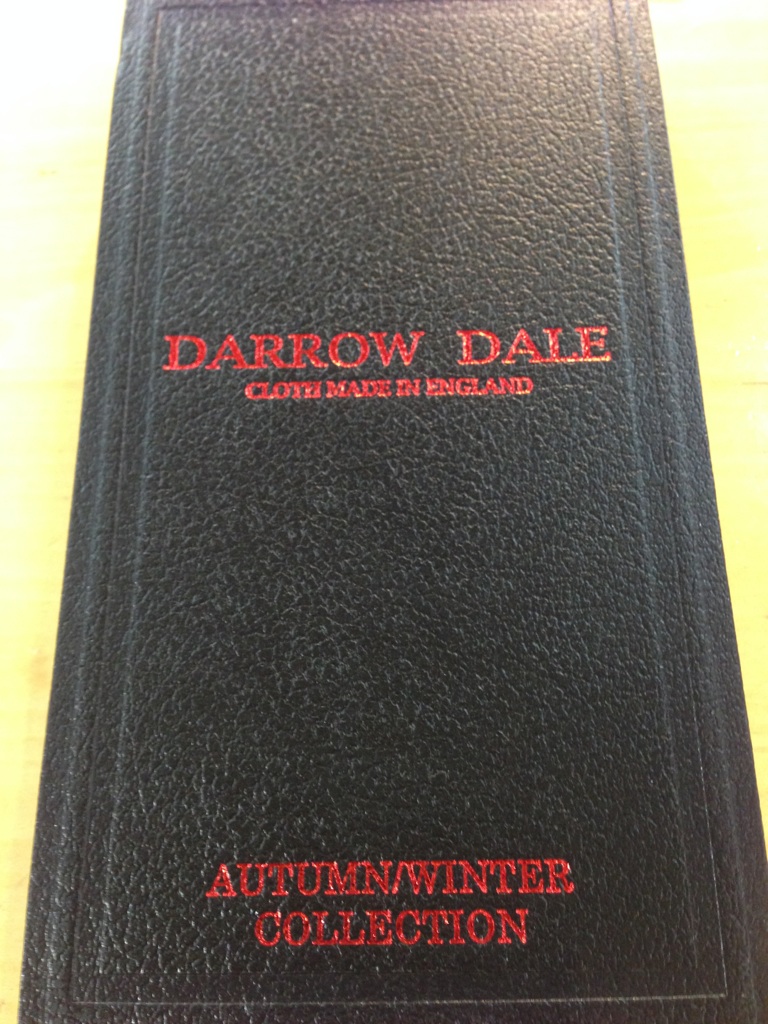 DARROW DALE
CLOTH MADE IN ENGLAND
AUTUMN/WINTER
COLLECTION